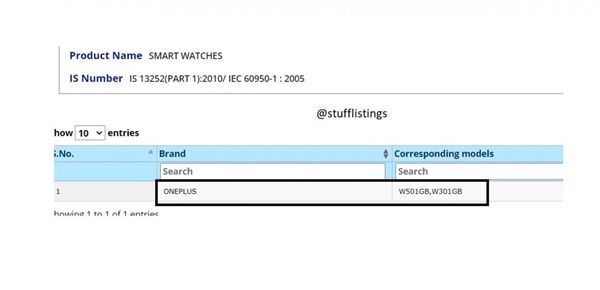 Product Name SMART WATCHES
IS Number IS 13252(PART 1):2010/ IEC 60950-1 : 2005
@stufflistings
how 10 entries
S.No. Brand Corresponding models
Search Search
1 ONEPLUS W501GB,W301GB
howing 1 to 1 of 1 entries